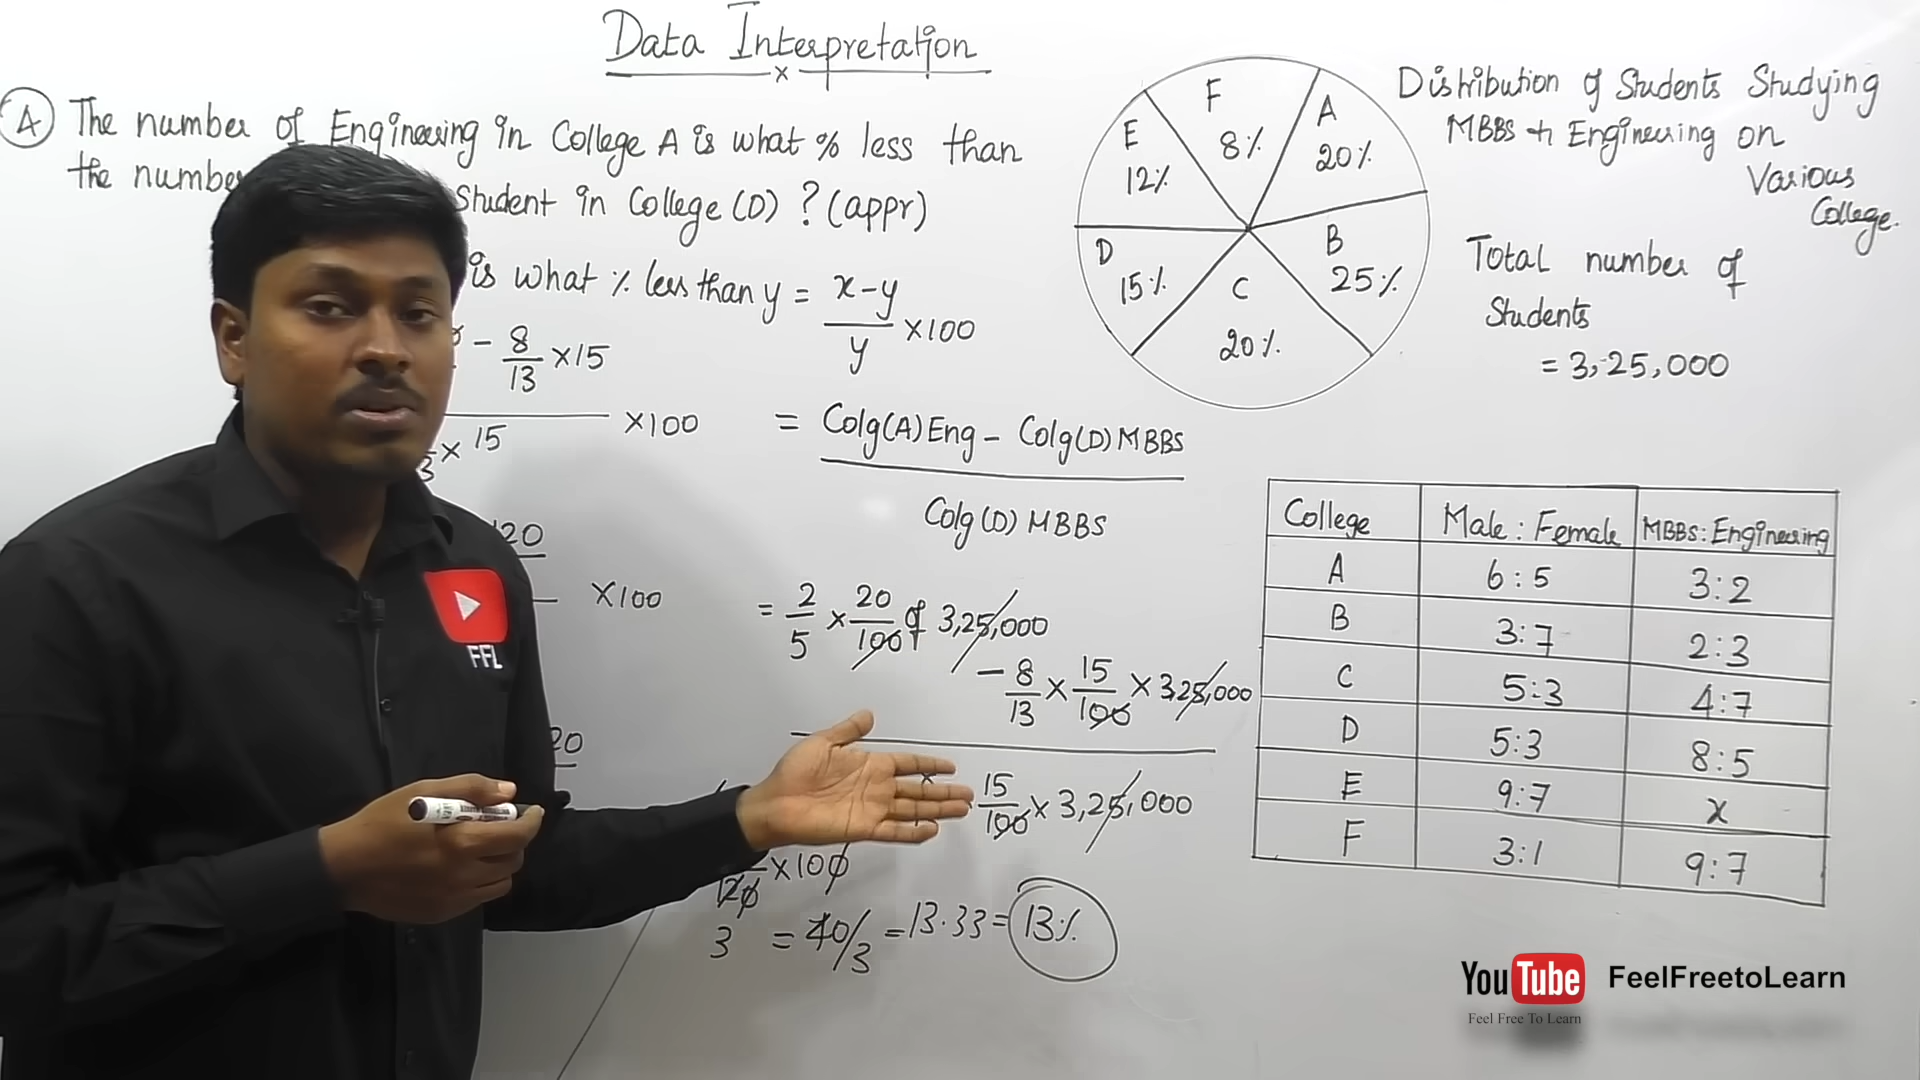 Data Interpretation
x
A The number of Engineering in College A is what % less than
the number
Student in College (D) ? (appr)
is what % less than y = x-y
y
×100
- 8/13 ×15
× 15
×100
= Colg(A) Eng - Colg(D) MBBS
Colg (D) MBBS
20
×100
= 2/5 × 20/100 of 3,25,000
- 8/13 × 15/100 × 3,25,000
20
15/100 × 3,25,000
120 ×100
3 = 40/3 = 13.33 = 13%
F
8%
A
20%
E
12%
D
15%
B
25%
C
20%
Distribution of Students Studying
MBBS & Engineering on
Various
College.
Total number of
Students
= 3,25,000
College Male : Female MBBS : Engineering
A 6 : 5 3:2
B 3:7 2:3
C 5:3 4:7
D 5:3 8:5
E 9:7 x
F 3:1 9:7
FFL
YouTube FeelFreetoLearn
Feel Free To Learn